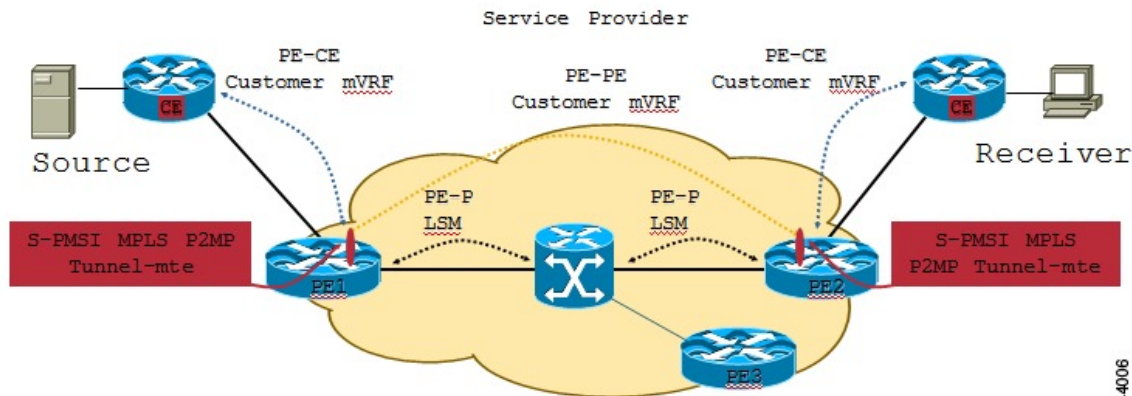 Service Provider
PE-CE
Customer mVRF
PE-PE
Customer mVRF
PE-CE
Customer mVRF
CE
CE
Source
Receiver
PE-P
LSM
PE-P
LSM
S-PMSI MPLS P2MP
Tunnel-mte
S-PMSI MPLS
P2MP Tunnel-mte
PE1
PE2
PE3